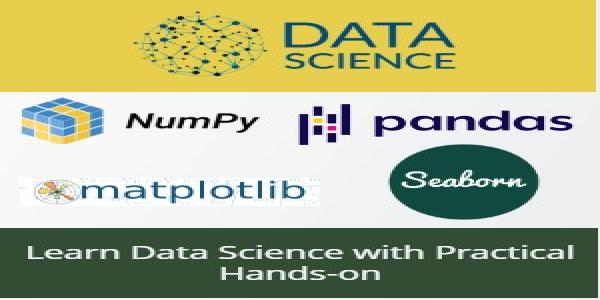 DATA
SCIENCE
NumPy
pandas
matplotlib
Seaborn
Learn Data Science with Practical
Hands-on